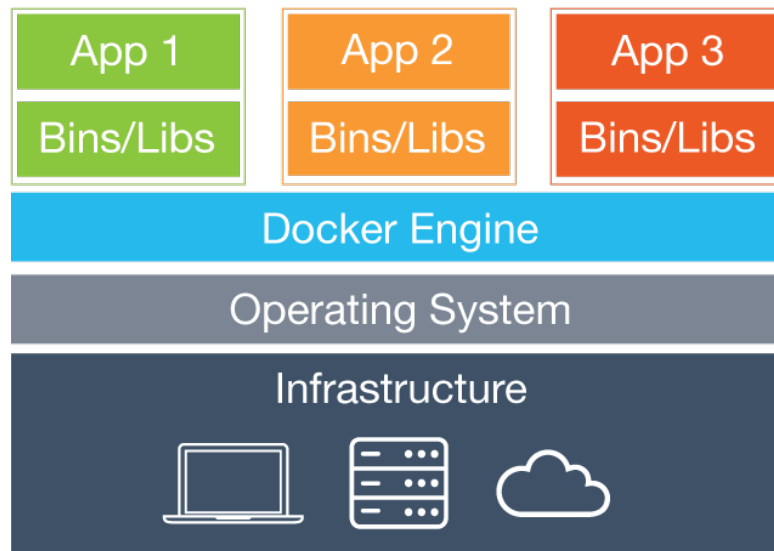 App 1
App 2
App 3
Bins/Libs
Bins/Libs
Bins/Libs
Docker Engine
Operating System
Infrastructure